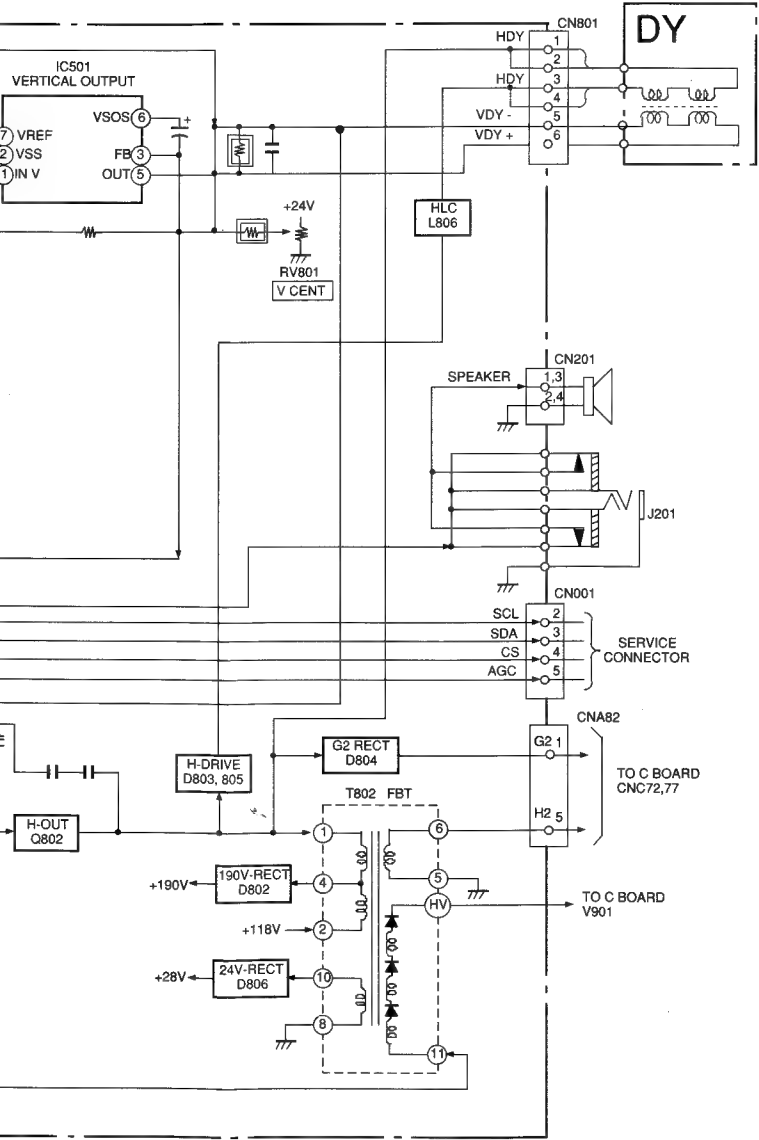 CN801
DY
HDY
1
2
HDY
3
4
VDY -
5
VDY +
6
IC501
VERTICAL OUTPUT
VSOS 6
+
7 VREF
2 VSS
FB 3
1 IN V
OUT 5
+24V
RV801
V CENT
HLC
L806
CN201
SPEAKER
1,3
2,4
J201
CN001
SCL
2
SDA
3
CS
4
AGC
5
SERVICE
CONNECTOR
CNA82
G2 1
H2 5
TO C BOARD
CNC72,77
G2 RECT
D804
H-DRIVE
D803, 805
T802 FBT
H-OUT
Q802
1
6
190V-RECT
D802
+190V
4
5
HV
TO C BOARD
V901
+118V
2
24V-RECT
D806
+28V
10
8
11